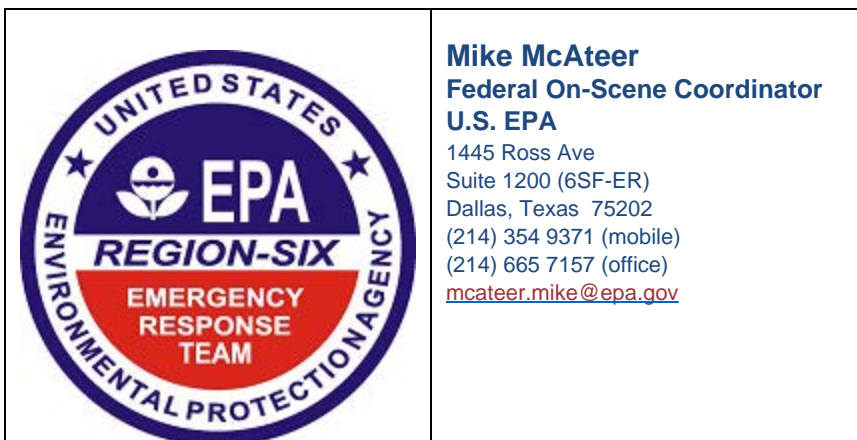 UNITED STATES
EPA
REGION-SIX
EMERGENCY
RESPONSE
TEAM
ENVIRONMENTAL PROTECTION AGENCY
Mike McAteer
Federal On-Scene Coordinator
U.S. EPA
1445 Ross Ave
Suite 1200 (6SF-ER)
Dallas, Texas  75202
(214) 354 9371 (mobile)
(214) 665 7157 (office)
mcateer.mike@epa.gov